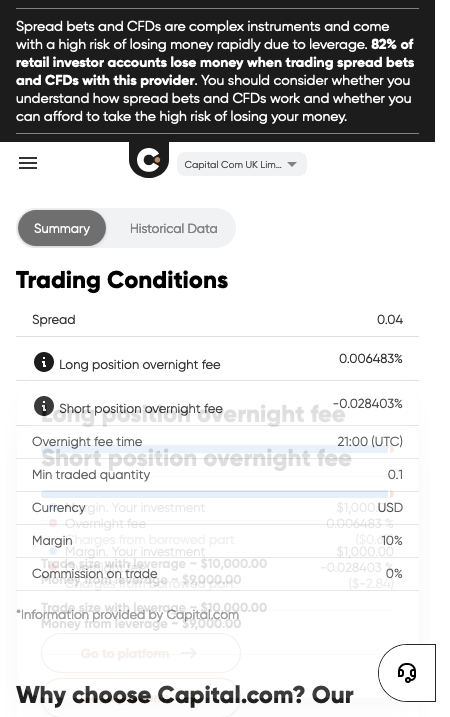 Spread bets and CFDs are complex instruments and come
with a high risk of losing money rapidly due to leverage. 82% of
retail investor accounts lose money when trading spread bets
and CFDs with this provider. You should consider whether you
understand how spread bets and CFDs work and whether you
can afford to take the high risk of losing your money.
Capital Com UK Lim...
Summary
Historical Data
Trading Conditions
Spread 0.04
Long position overnight fee 0.006483%
Short position overnight fee -0.028403%
Long position overnight fee
Overnight fee time 21:00 (UTC)
Short position overnight fee
Min traded quantity 0.1
Margin. Your investment $1,000.00
Currency USD
Overnight fee 0.006483 %
Charges from borrowed part
Margin 10%
Margin. Your investment $1,000.00
Trade size with leverage ~ $10,000.00
Commission on trade 0%
-0.028403 %
Money from leverage ~ $9,000.00
Charges from borrowed part ($-2.84)
Trade size with leverage ~ $10,000.00
*Information provided by Capital.com
Money from leverage ~ $9,000.00
Go to platform
Why choose Capital.com? Our